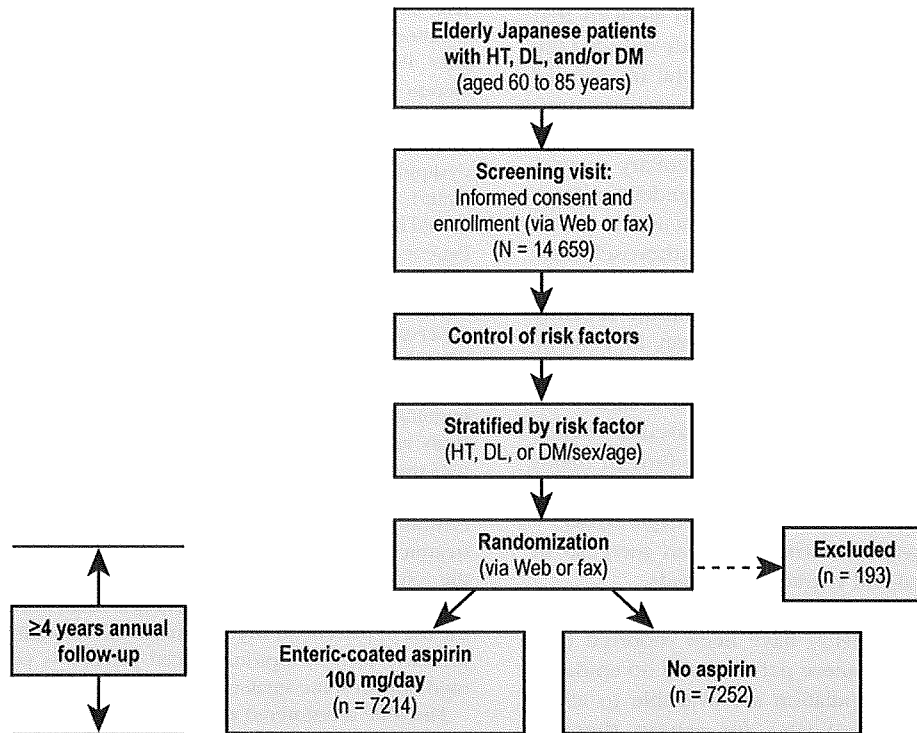 Elderly Japanese patients
with HT, DL, and/or DM
(aged 60 to 85 years)
Screening visit:
Informed consent and
enrollment (via Web or fax)
(N = 14 659)
Control of risk factors
Stratified by risk factor
(HT, DL, or DM/sex/age)
Randomization
(via Web or fax)
Excluded
(n = 193)
≥4 years annual
follow-up
Enteric-coated aspirin
100 mg/day
(n = 7214)
No aspirin
(n = 7252)